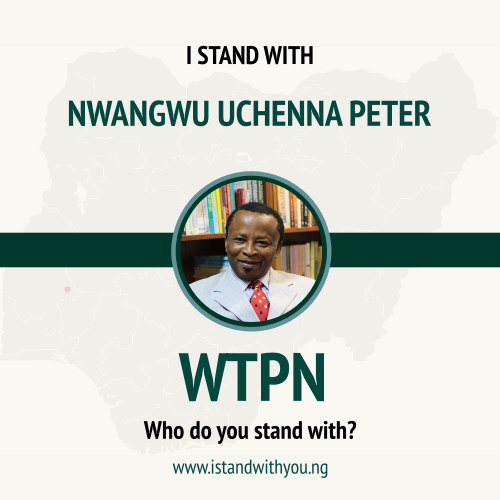 I STAND WITH
NWANGWU UCHENNA PETER
WTPN
Who do you stand with?
www.istandwithyou.ng